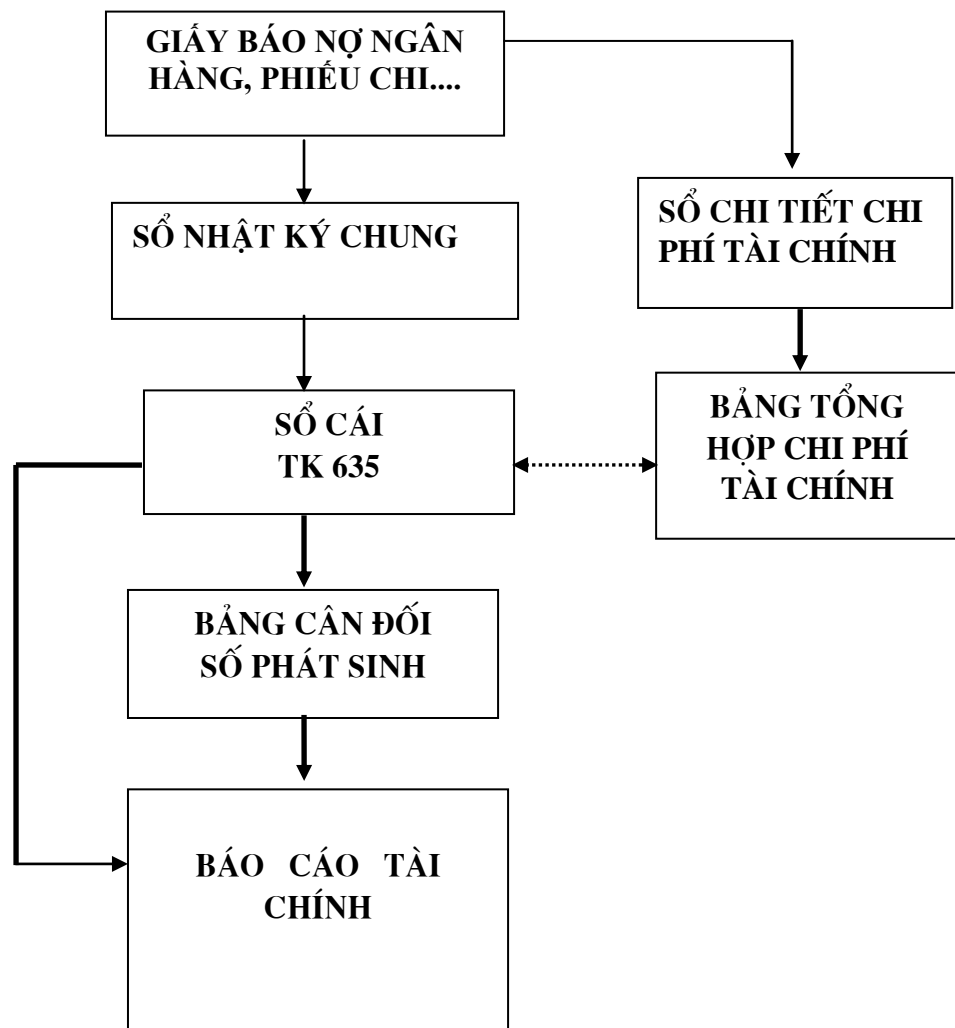 GIẤY BÁO NỢ NGÂN
HÀNG, PHIẾU CHI....
SỔ NHẬT KÝ CHUNG
SỔ CHI TIẾT CHI
PHÍ TÀI CHÍNH
SỔ CÁI
TK 635
BẢNG TỔNG
HỢP CHI PHÍ
TÀI CHÍNH
BẢNG CÂN ĐỐI
SỐ PHÁT SINH
BÁO CÁO TÀI
CHÍNH